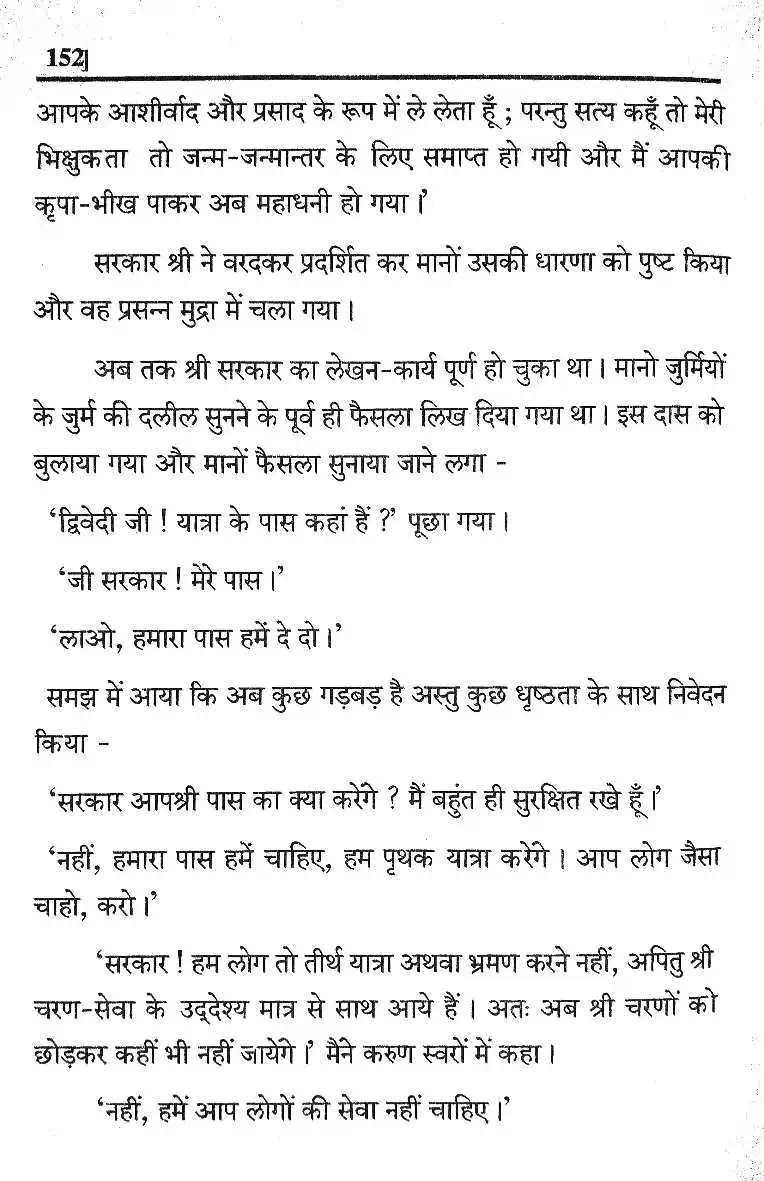 152]
आपके आशीर्वाद और प्रसाद के रूप में ले लेता हूँ ; परन्तु सत्य कहूँ तो मेरी
भिक्षुकता तो जन्म-जन्मान्तर के लिए समाप्त हो गयी और मैं आपकी
कृपा-भीख पाकर अब महाधनी हो गया।’
सरकार श्री ने वरदकर प्रदर्शित कर मानों उसकी धारणा को पुष्ट किया
और वह प्रसन्न मुद्रा में चला गया।
अब तक श्री सरकार का लेखन-कार्य पूर्ण हो चुका था। मानो जुर्मियों
के जुर्म की दलील सुनने के पूर्व ही फैसला लिख दिया गया था। इस दास को
बुलाया गया और मानों फैसला सुनाया जाने लगा -
‘द्विवेदी जी ! यात्रा के पास कहां हैं ?’ पूछा गया।
‘जी सरकार ! मेरे पास।’
‘लाओ, हमारा पास हमें दे दो।’
समझ में आया कि अब कुछ गड़बड़ है अस्तु कुछ धृष्ठता के साथ निवेदन
किया -
‘सरकार आपश्री पास का क्या करेंगे ? मैं बहुंत ही सुरक्षित रखे हूँ।’
‘नहीं, हमारा पास हमें चाहिए, हम पृथक यात्रा करेंगे। आप लोग जैसा
चाहो, करो।’
‘सरकार ! हम लोग तो तीर्थ यात्रा अथवा भ्रमण करने नहीं, अपितु श्री
चरण-सेवा के उद्‌देश्य मात्र से साथ आये हैं। अतः अब श्री चरणों को
छोड़कर कहीं भी नहीं जायेंगे।’ मैने करुण स्वरों में कहा।
‘नहीं, हमें आप लोगों की सेवा नहीं चाहिए।’